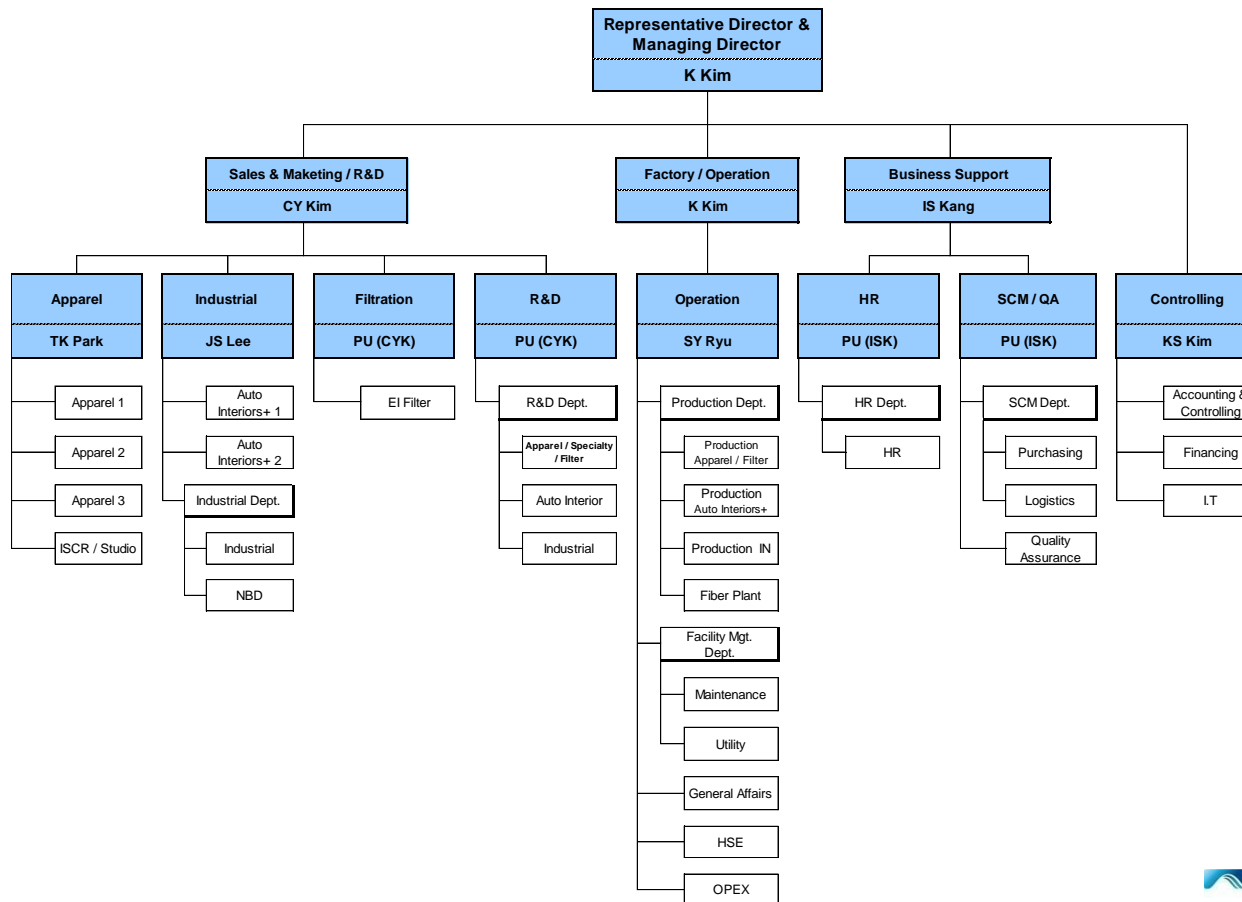 Representative Director &
Managing Director
K Kim
Sales & Maketing / R&D
CY Kim
Factory / Operation
K Kim
Business Support
IS Kang
Apparel
TK Park
Industrial
JS Lee
Filtration
PU (CYK)
R&D
PU (CYK)
Operation
SY Ryu
HR
PU (ISK)
SCM / QA
PU (ISK)
Controlling
KS Kim
Apparel 1
Apparel 2
Apparel 3
ISCR / Studio
Auto
Interiors+ 1
Auto
Interiors+ 2
Industrial Dept.
Industrial
NBD
EI Filter
R&D Dept.
Apparel / Specialty
/ Filter
Auto Interior
Industrial
Production Dept.
Production
Apparel / Filter
Production
Auto Interiors+
Production IN
Fiber Plant
Facility Mgt.
Dept.
Maintenance
Utility
General Affairs
HSE
OPEX
HR Dept.
HR
SCM Dept.
Purchasing
Logistics
Quality
Assurance
Accounting &
Controlling
Financing
I.T